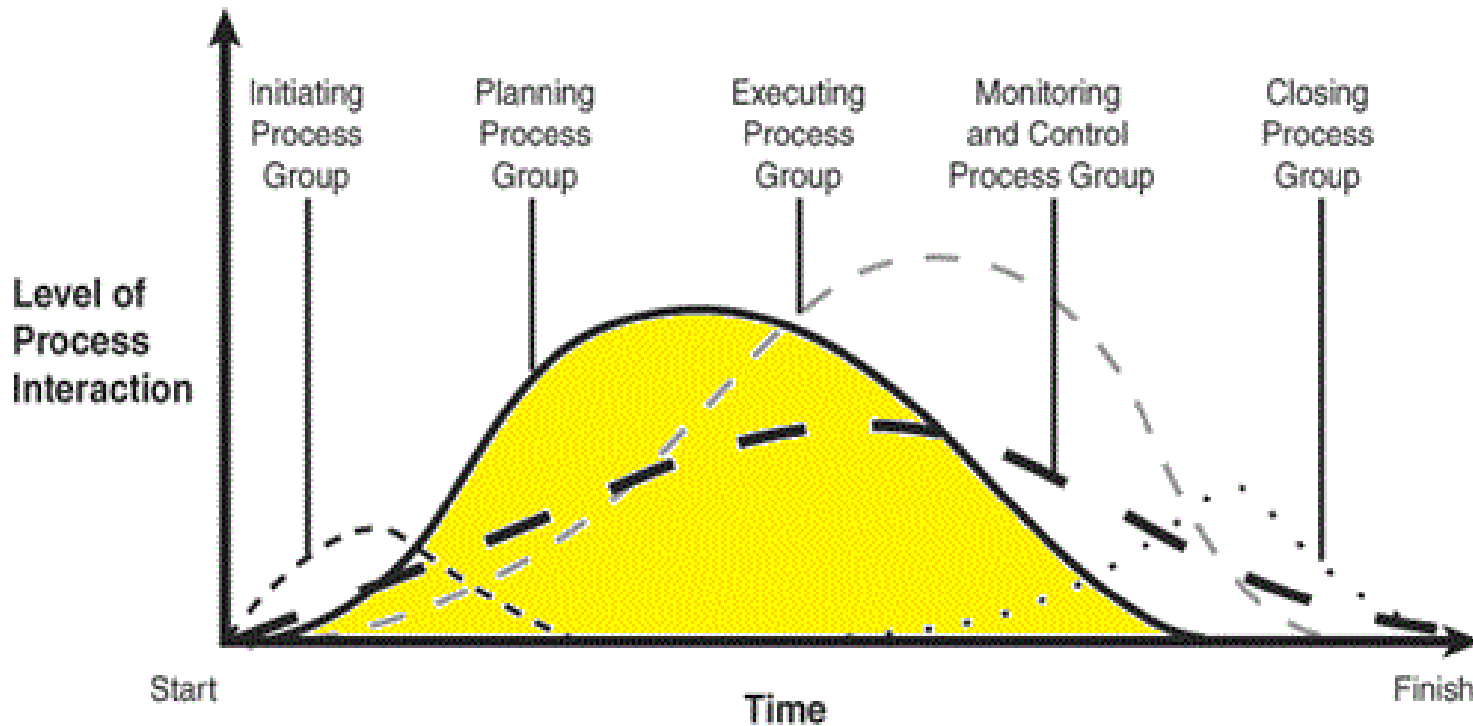 Initiating
Process
Group
Planning
Process
Group
Executing
Process
Group
Monitoring
and Control
Process Group
Closing
Process
Group
Level of
Process
Interaction
Start
Time
Finish